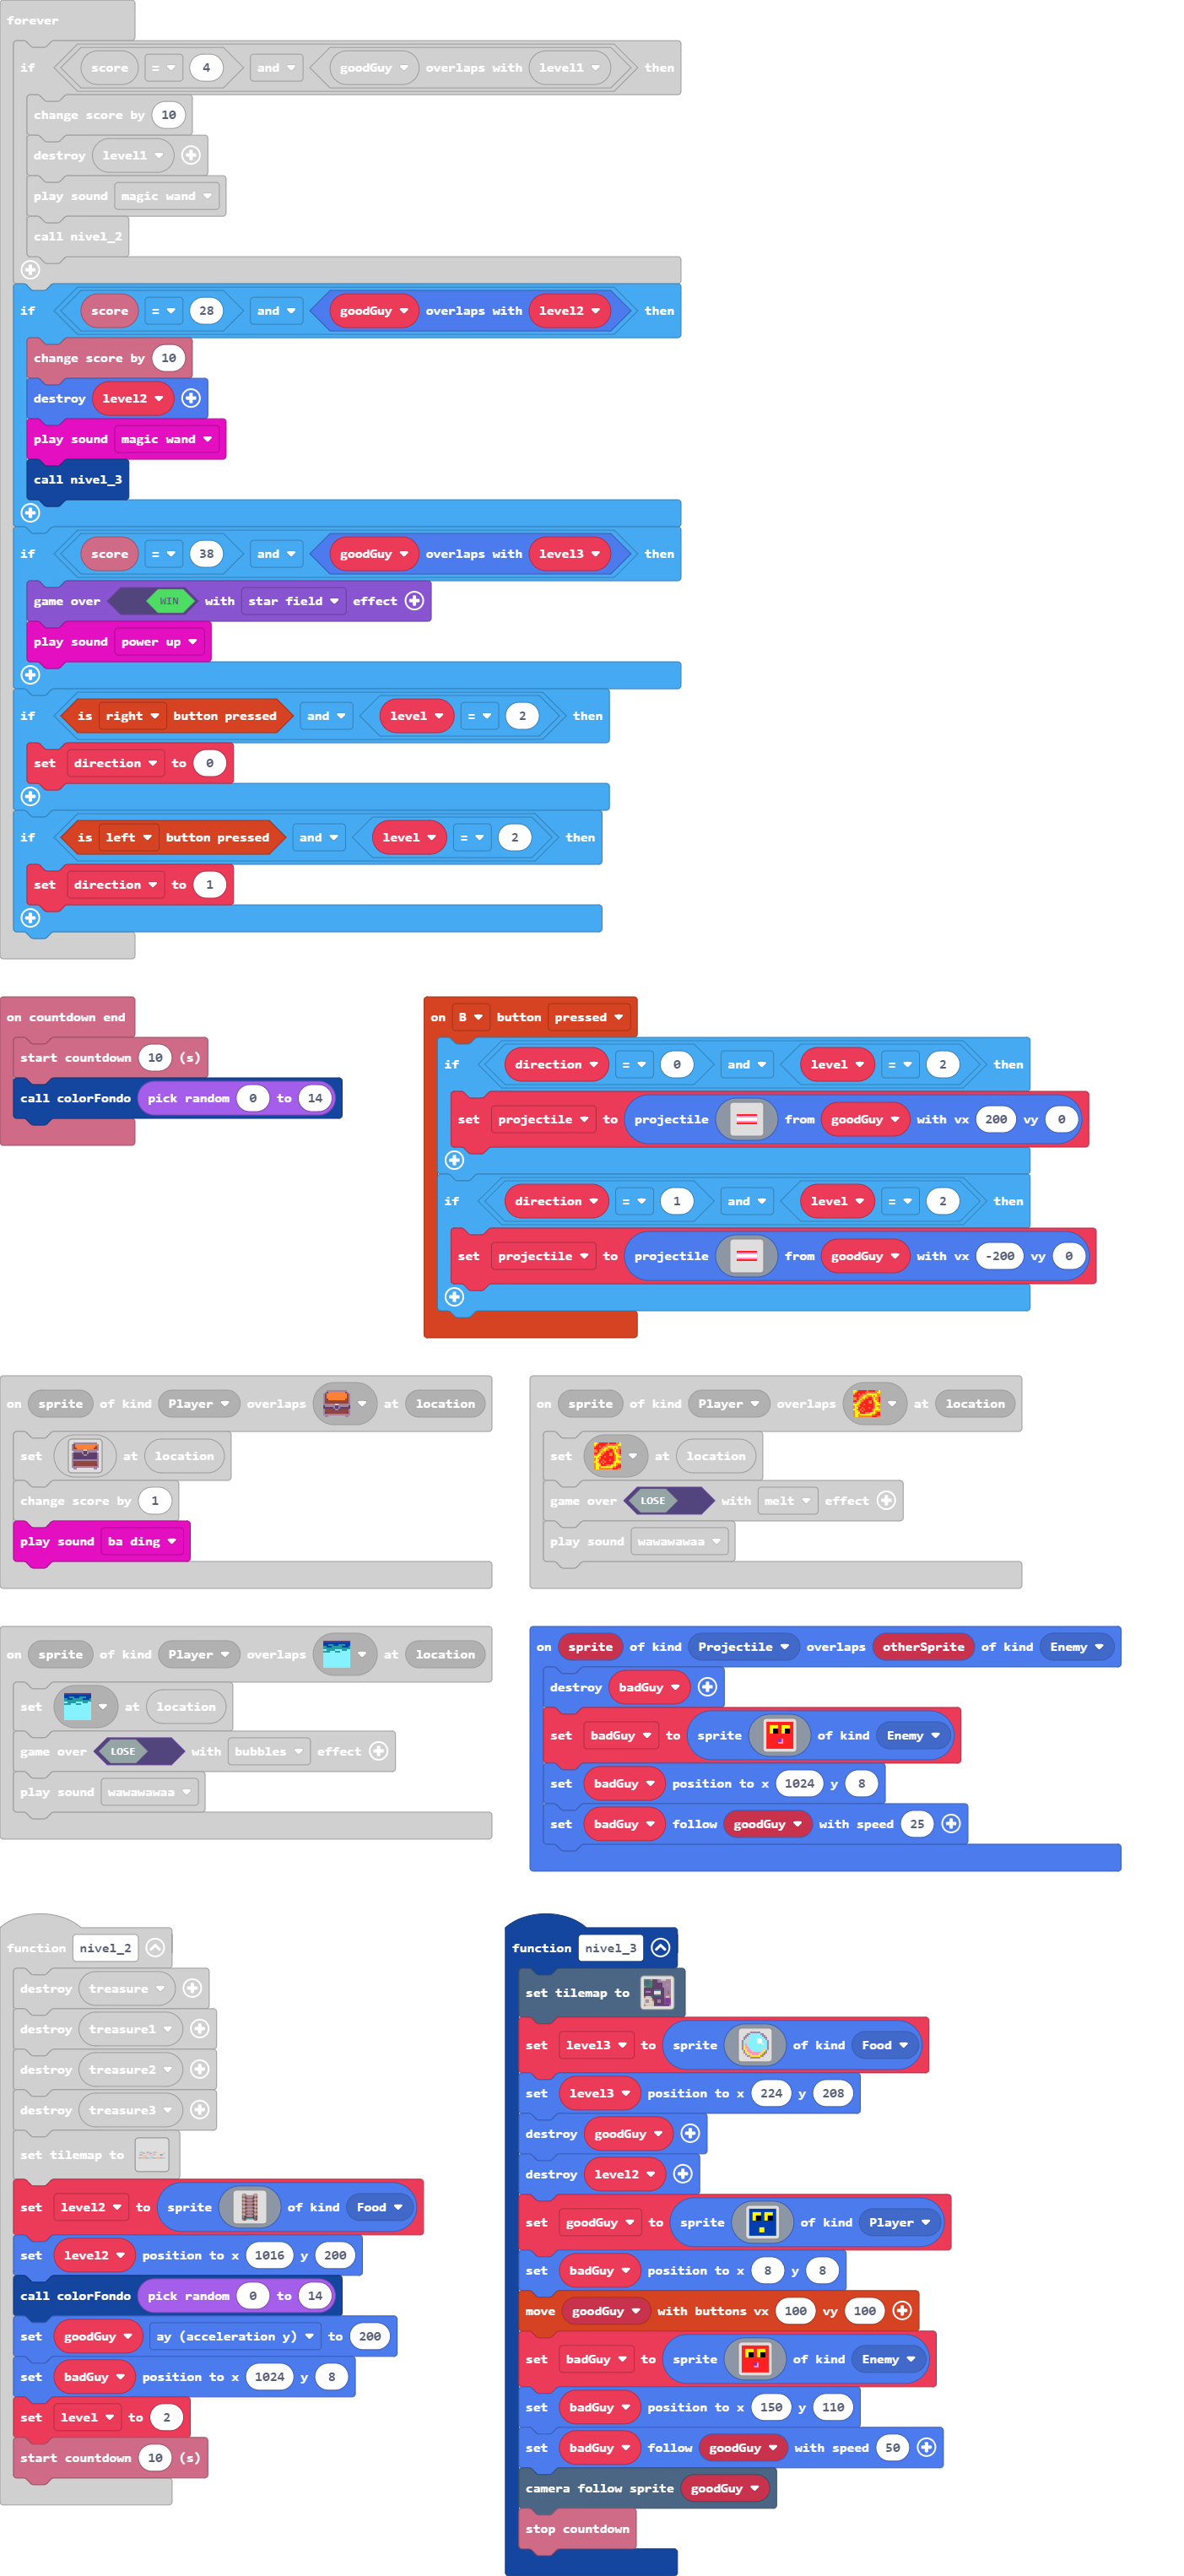 forever
if score = 4 and goodGuy overlaps with level1 then
change score by 10
destroy level1
play sound magic wand
call nivel_2
if score = 28 and goodGuy overlaps with level2 then
change score by 10
destroy level2
play sound magic wand
call nivel_3
if score = 38 and goodGuy overlaps with level3 then
game over WIN with star field effect
play sound power up
if is right button pressed and level = 2 then
set direction to 0
if is left button pressed and level = 2 then
set direction to 1
on countdown end
start countdown 10 (s)
call colorFondo pick random 0 to 14
on B button pressed
if direction = 0 and level = 2 then
set projectile to projectile from goodGuy with vx 200 vy 0
if direction = 1 and level = 2 then
set projectile to projectile from goodGuy with vx -200 vy 0
on sprite of kind Player overlaps at location
set at location
change score by 1
play sound ba ding
on sprite of kind Player overlaps at location
set at location
game over LOSE with melt effect
play sound wawawawaa
on sprite of kind Player overlaps at location
set at location
game over LOSE with bubbles effect
play sound wawawawaa
on sprite of kind Projectile overlaps otherSprite of kind Enemy
destroy badGuy
set badGuy to sprite of kind Enemy
set badGuy position to x 1024 y 8
set badGuy follow goodGuy with speed 25
function nivel_2
destroy treasure
destroy treasure1
destroy treasure2
destroy treasure3
set tilemap to
set level2 to sprite of kind Food
set level2 position to x 1016 y 200
call colorFondo pick random 0 to 14
set goodGuy ay (acceleration y) to 200
set badGuy position to x 1024 y 8
set level to 2
start countdown 10 (s)
function nivel_3
set tilemap to
set level3 to sprite of kind Food
set level3 position to x 224 y 208
destroy goodGuy
destroy level2
set goodGuy to sprite of kind Player
set badGuy position to x 8 y 8
move goodGuy with buttons vx 100 vy 100
set badGuy to sprite of kind Enemy
set badGuy position to x 150 y 110
set badGuy follow goodGuy with speed 50
camera follow sprite goodGuy
stop countdown